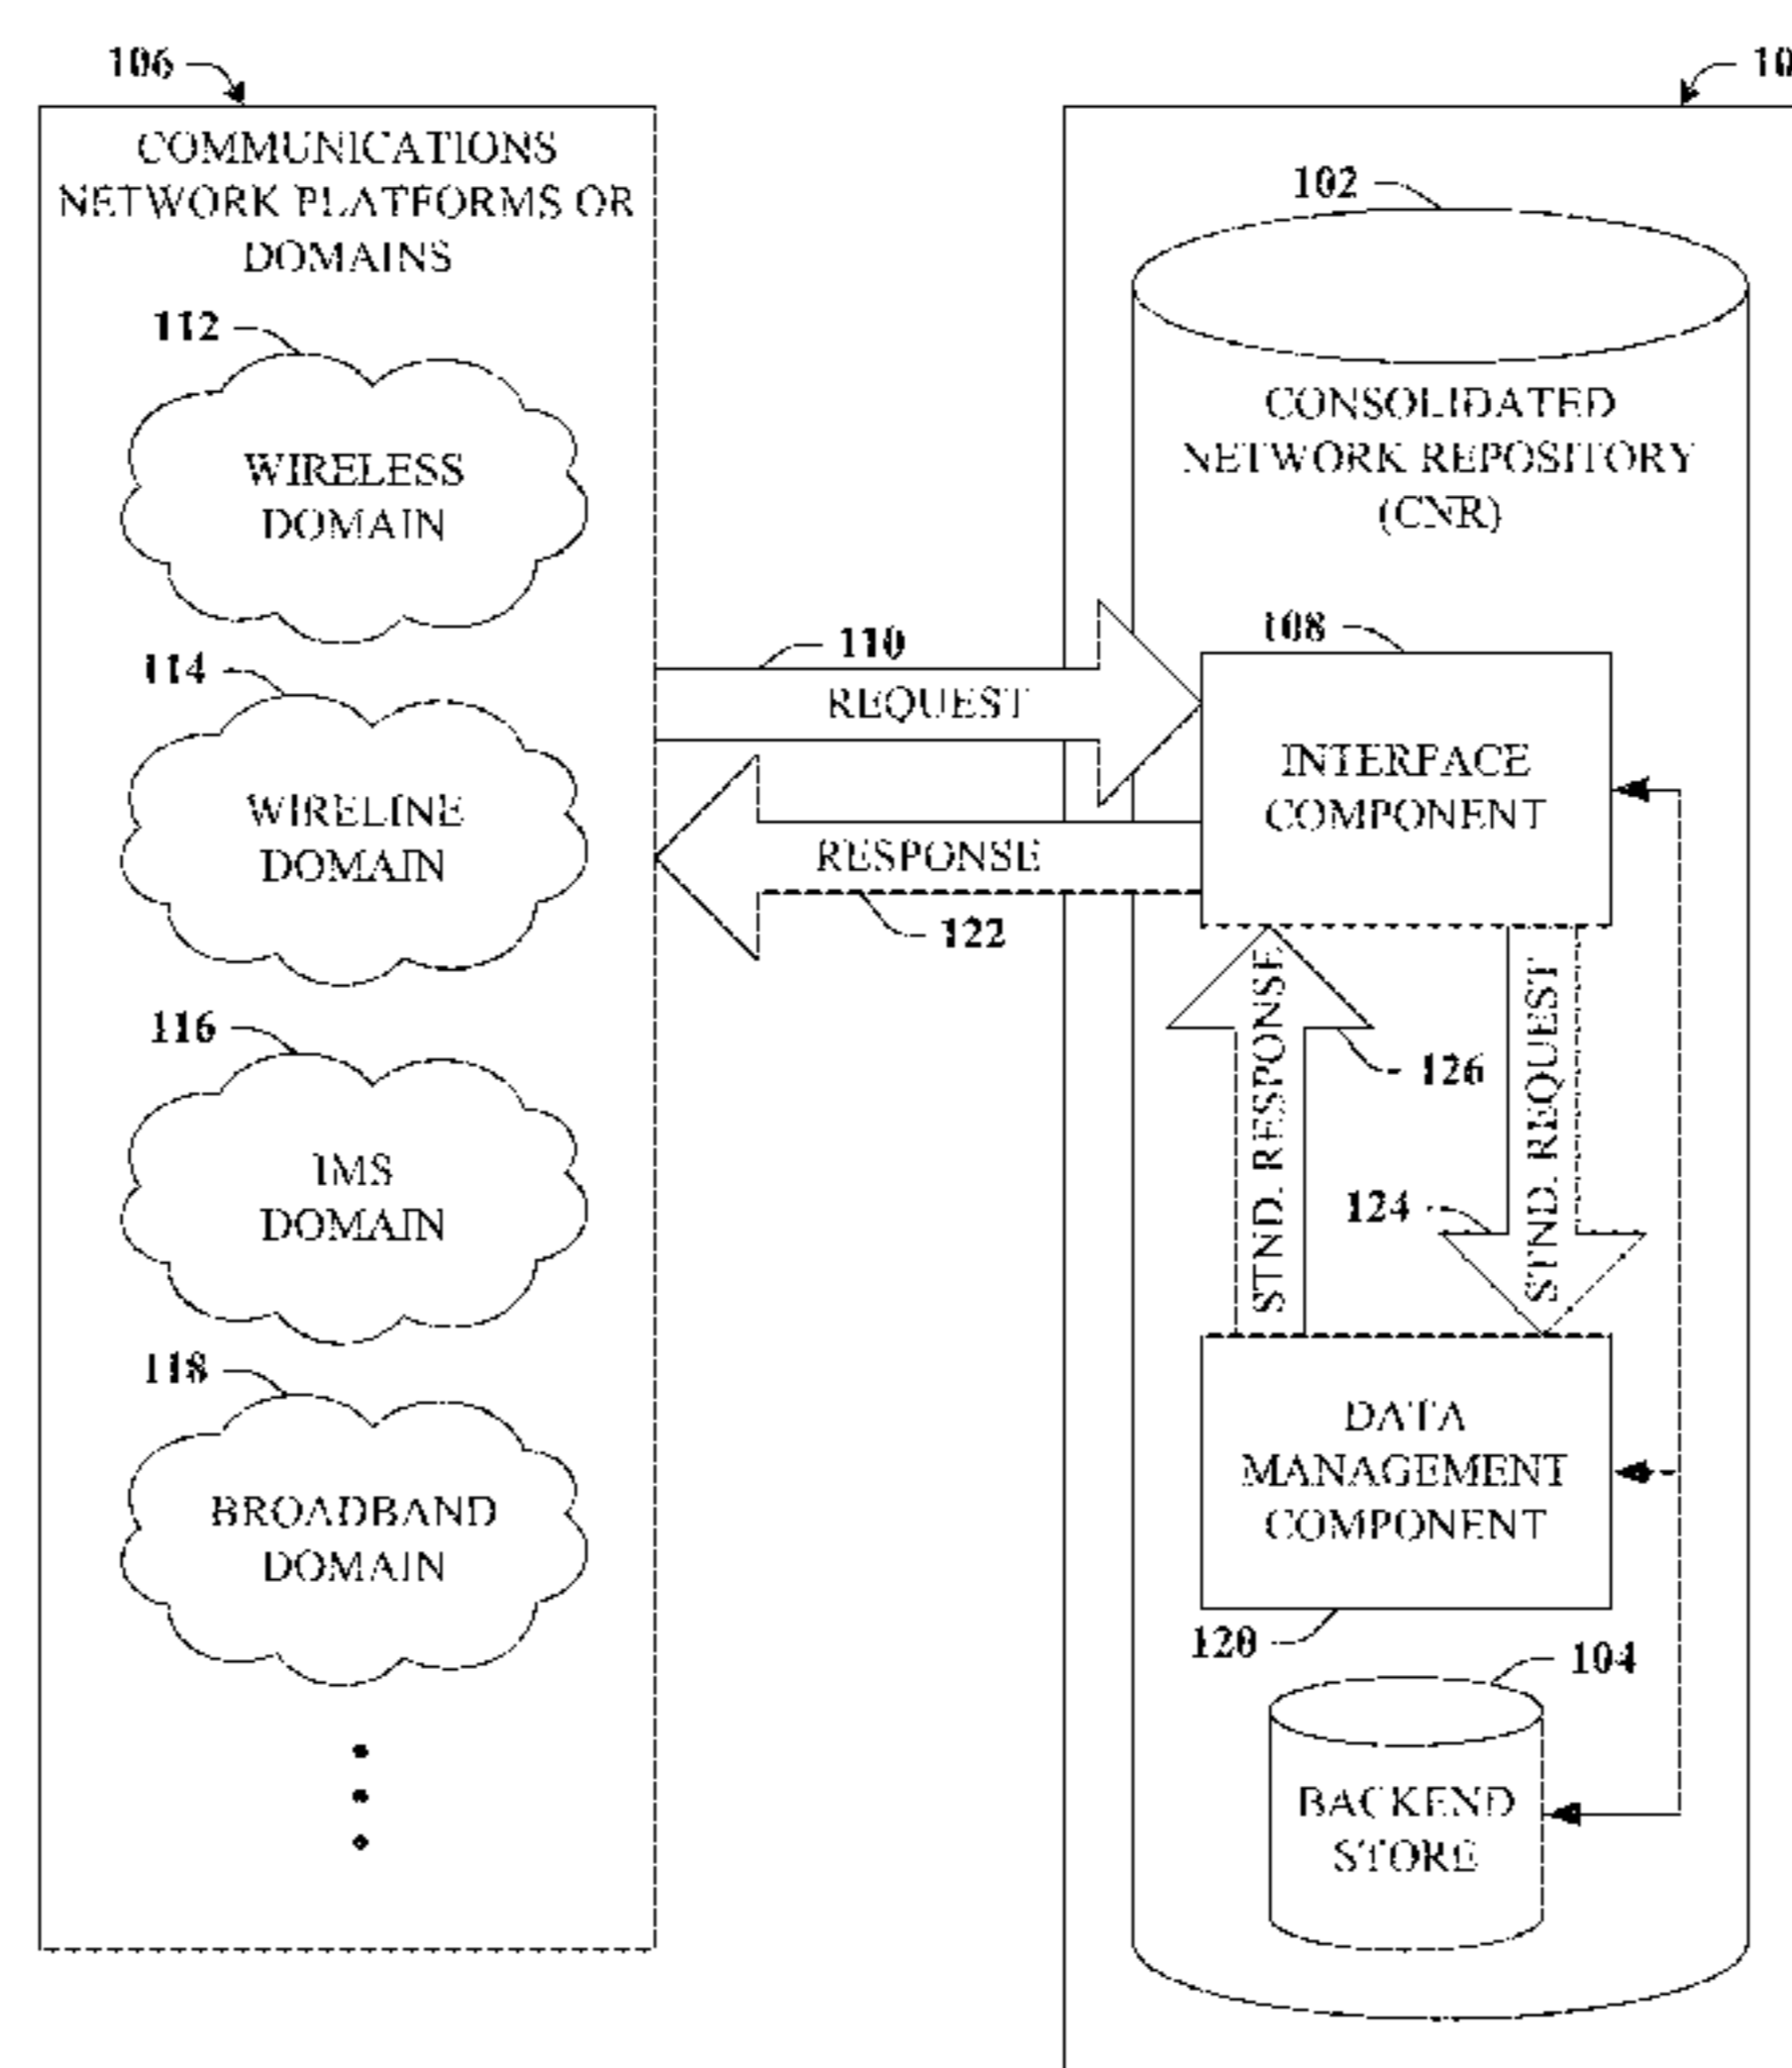 106
COMMUNICATIONS
NETWORK PLATFORMS OR
DOMAINS
112
WIRELESS
DOMAIN
114
WIRELINE
DOMAIN
116
IMS
DOMAIN
118
BROADBAND
DOMAIN
110
REQUEST
RESPONSE
122
102
CONSOLIDATED
NETWORK REPOSITORY
(CNR)
108
INTERFACE
COMPONENT
STND. RESPONSE
126
STND. REQUEST
124
DATA
MANAGEMENT
COMPONENT
120
104
BACKEND
STORE